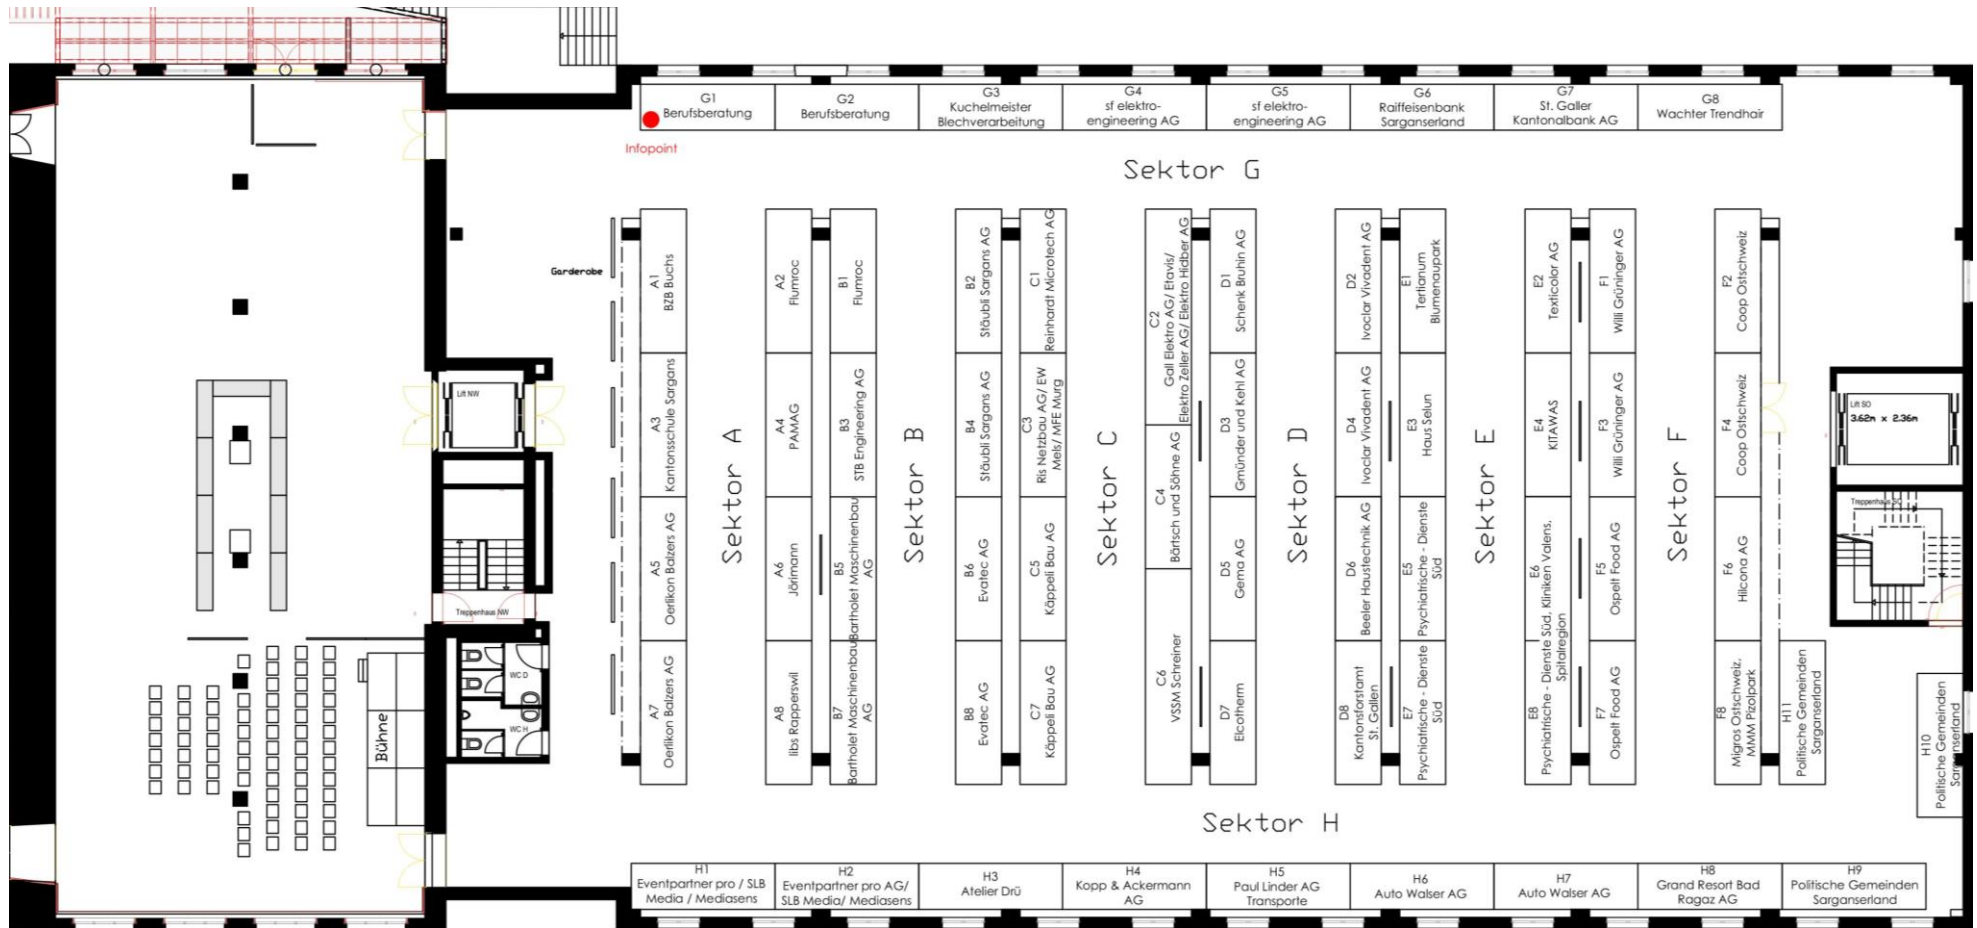 G1
Berufsberatung
G2
Berufsberatung
G3
Kuchelmeister
Blechverarbeitung
G4
sf elektro-
engineering AG
G5
sf elektro-
engineering AG
G6
Raiffeisenbank
Sarganserland
G7
St. Galler
Kantonalbank AG
G8
Wachter Trendhair
Infopoint
Sektor G
Garderobe
A1
BZB Buchs
A3
Kantonsschule Sargans
A5
Oerlikon Balzers AG
A7
Oerlikon Balzers AG
Sektor A
A2
Flumroc
A4
PAMAG
A6
Jörimann
A8
Ilbs Rapperswil
B1
Flumroc
B3
STB Engineering AG
B5
Bartholet Maschinenbau
AG
B7
Bartholet Maschinenbau
AG
Sektor B
B2
Stäubli Sargans AG
B4
Stäubli Sargans AG
B6
Evatec AG
B8
Evatec AG
C1
Reinhardt Microtech AG
C3
Ris Netzbau AG/ EW
Mels/ MFE Murg
C5
Käppeli Bau AG
C7
Käppeli Bau AG
Sektor C
C2
Gall Elektro AG/ Etavis/
Elektro Zeller AG/ Elektro Hidber AG
C4
Bärtsch und Söhne AG
C6
VSSM Schreiner
D1
Schenk Bruhin AG
D3
Gmünder und Kehl AG
D5
Gema AG
D7
Elcotherm
Sektor D
D2
Ivoclar Vivadent AG
D4
Ivoclar Vivadent AG
D6
Beeler Haustechnik AG
D8
Kantonsforstamt
St. Gallen
E1
Tertianum
Blumenaupark
E3
Haus Selun
E5
Psychiatrische - Dienste
Süd
E7
Psychiatrische - Dienste
Süd
Sektor E
E2
Texticolor AG
E4
KITAWAS
E6
E8
Psychiatrische - Dienste Süd, Kliniken Valens,
Spitalregion
F1
Willi Grüninger AG
F3
Willi Grüninger AG
F5
Ospelt Food AG
F7
Ospelt Food AG
Sektor F
F2
Coop Ostschweiz
F4
Coop Ostschweiz
F6
Hilcona AG
F8
Migros Ostschweiz,
MMM Pizolpark
H11
Politische Gemeinden
Sarganserland
H10
Politische Gemeinden
Sarganserland
Lift NW
Treppenhaus NW
WC D
WC H
Bühne
Lift SO
3.62m x 2.36m
Treppenhaus SO
Sektor H
H1
Eventpartner pro / SLB
Media / Mediasens
H2
Eventpartner pro AG/
SLB Media/ Mediasens
H3
Atelier Drü
H4
Kopp & Ackermann
AG
H5
Paul Linder AG
Transporte
H6
Auto Walser AG
H7
Auto Walser AG
H8
Grand Resort Bad
Ragaz AG
H9
Politische Gemeinden
Sarganserland